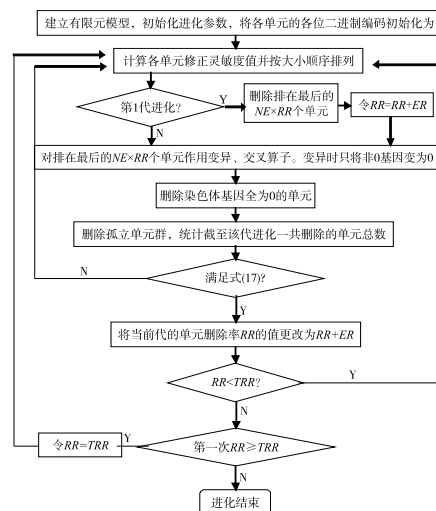 建立有限元模型，初始化进化参数，将各单元的各位二进制编码初始化为
计算各单元修正灵敏度值并按大小顺序排列
第1代进化?
Y
删除排在最后的
NE×RR个单元
令RR=RR+ER
N
对排在最后的NE×RR个单元作用变异、交叉算子。变异时只将非0基因变为0
删除染色体基因全为0的单元
删除孤立单元群，统计截至该代进化一共删除的单元总数
N
满足式(17)?
Y
将当前代的单元删除率RR的值更改为RR+ER
RR<TRR?
Y
N
令RR=TRR
Y
第一次RR≥TRR
N
进化结束